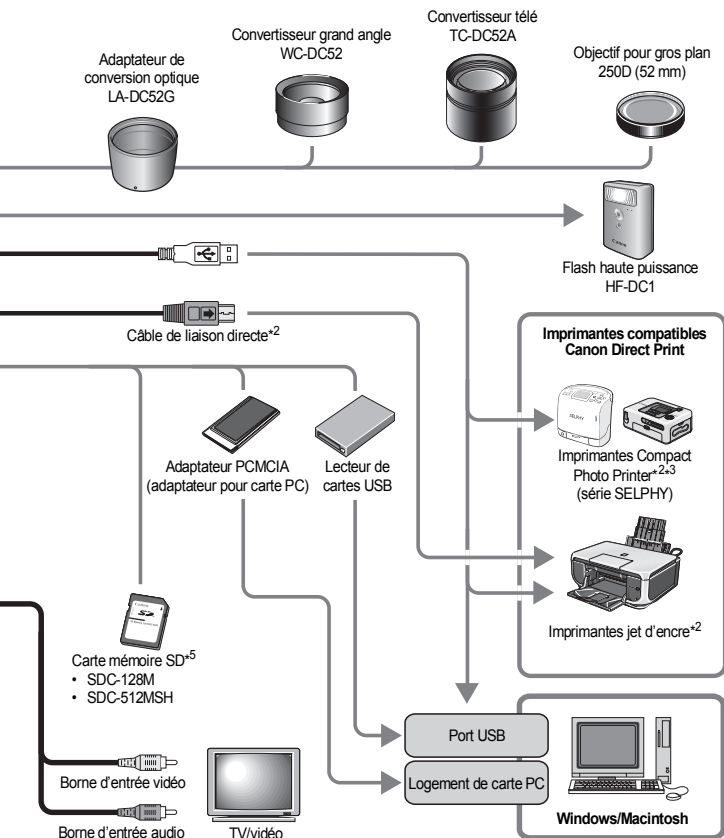 Convertisseur télé
TC-DC52A
Convertisseur grand angle
WC-DC52
Adaptateur de
conversion optique
LA-DC52G
Objectif pour gros plan
250D (52 mm)
Canon
Flash haute puissance
HF-DC1
Câble de liaison directe*2
Imprimantes compatibles
Canon Direct Print
SELPHY
Imprimantes Compact
Photo Printer*2*3
(série SELPHY)
Adaptateur PCMCIA
(adaptateur pour carte PC)
Lecteur de
cartes USB
Imprimantes jet d'encre*2
Canon
SD
Carte mémoire SD*5
• SDC-128M
• SDC-512MSH
Port USB
Logement de carte PC
Windows/Macintosh
Borne d'entrée vidéo
Borne d'entrée audio
TV/vidéo